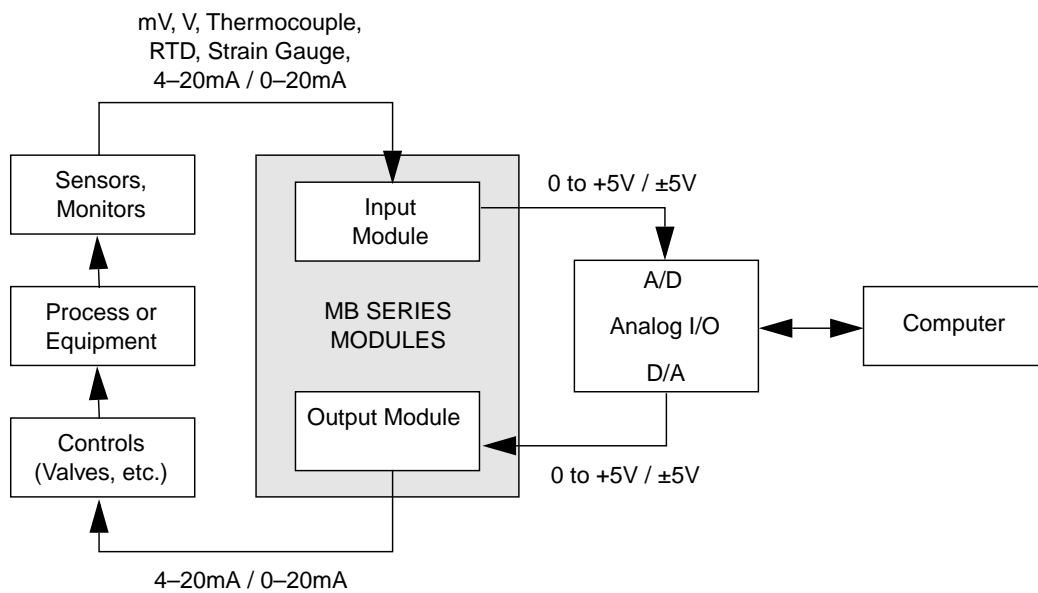 mV, V, Thermocouple,
RTD, Strain Gauge,
4–20mA / 0–20mA
Sensors,
Monitors
Input
Module
0 to +5V / ±5V
A/D
Analog I/O
D/A
Computer
Process or
Equipment
MB SERIES
MODULES
Controls
(Valves, etc.)
Output Module
0 to +5V / ±5V
4–20mA / 0–20mA